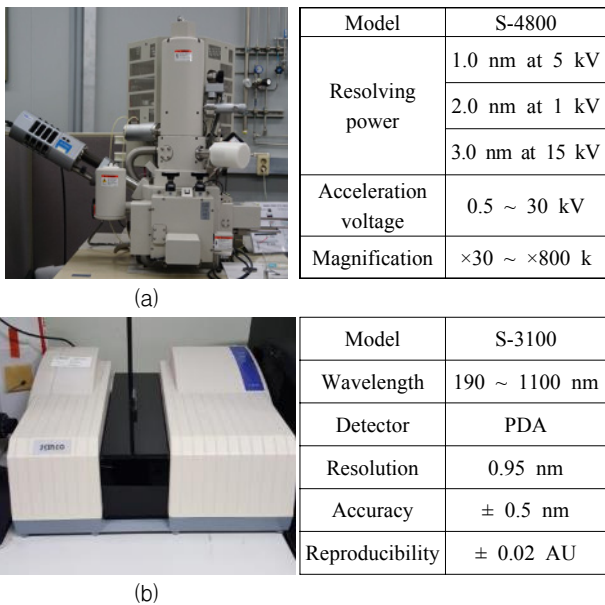 Model S-4800
Resolving power
1.0 nm at 5 kV
2.0 nm at 1 kV
3.0 nm at 15 kV
Acceleration voltage
0.5 ~ 30 kV
Magnification ×30 ~ ×800 k
(a)
Model S-3100
Wavelength 190 ~ 1100 nm
Detector PDA
Resolution 0.95 nm
Accuracy ± 0.5 nm
Reproducibility ± 0.02 AU
SCINCO
(b)